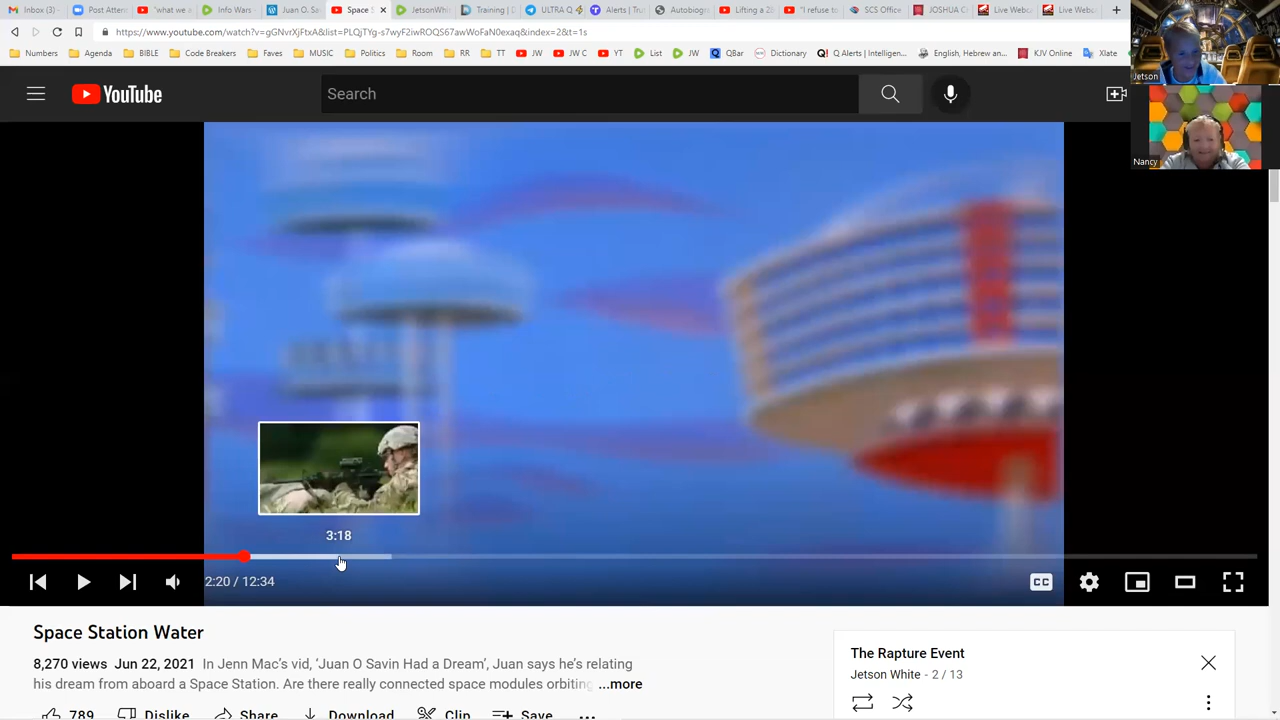 Inbox (3) - Post Atten "what we a Info Wars - Juan O. Sa Space S JetsonWhi Training | D ULTRA Q Alerts | Tru Autobiogr Lifting a 28 "I refuse to SCS Office JOSHUA C Live Webca Live Webc
https://www.youtube.com/watch?v=gGNvrXjFtxA&list=PLQjTYg-s7wyF2iwROQS67awWoFaN0exaq&index=2&t=1s
Numbers Agenda BIBLE Code Breakers Faves MUSIC Politics Room RR TT JW JW C YT List JW QBar Dictionary Q Alerts | Intelligen... English, Hebrew an... KJV Online Xlate
Jetson
YouTube
Search
Nancy
3:18
2:20 / 12:34
CC
Space Station Water
8,270 views Jun 22, 2021 In Jenn Mac's vid, 'Juan O Savin Had a Dream', Juan says he's relating
his dream from aboard a Space Station. Are there really connected space modules orbiting ...more
789 Dislike Share Download Clip Save ...
The Rapture Event
Jetson White - 2 / 13